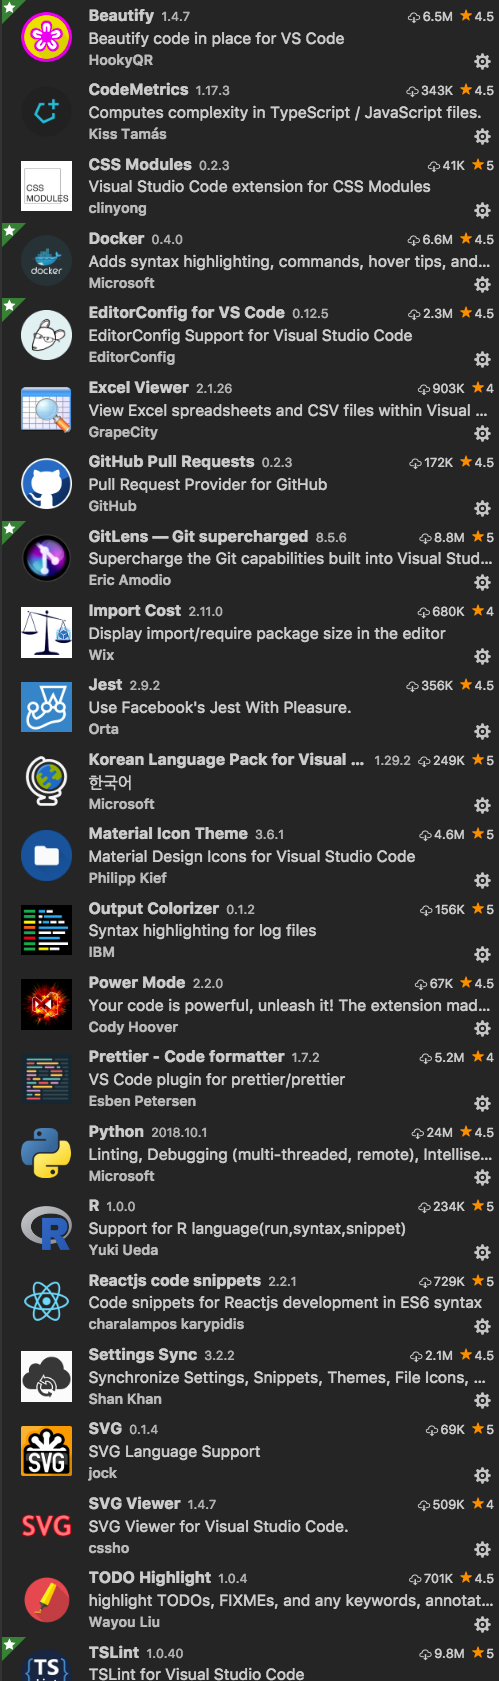 Beautify 1.4.7 6.5M 4.5
Beautify code in place for VS Code
HookyQR
CodeMetrics 1.17.3 343K 4.5
Computes complexity in TypeScript / JavaScript files.
Kiss Tamás
CSS MODULES
CSS Modules 0.2.3 41K 5
Visual Studio Code extension for CSS Modules
clinyong
docker
Docker 0.4.0 6.6M 4.5
Adds syntax highlighting, commands, hover tips, and...
Microsoft
EditorConfig for VS Code 0.12.5 2.3M 4.5
EditorConfig Support for Visual Studio Code
EditorConfig
Excel Viewer 2.1.26 903K 4
View Excel spreadsheets and CSV files within Visual ...
GrapeCity
GitHub Pull Requests 0.2.3 172K 4.5
Pull Request Provider for GitHub
GitHub
GitLens — Git supercharged 8.5.6 8.8M 5
Supercharge the Git capabilities built into Visual Stud...
Eric Amodio
Import Cost 2.11.0 680K 4
Display import/require package size in the editor
Wix
Jest 2.9.2 356K 4.5
Use Facebook's Jest With Pleasure.
Orta
Korean Language Pack for Visual ... 1.29.2 249K 5
한국어
Microsoft
Material Icon Theme 3.6.1 4.6M 5
Material Design Icons for Visual Studio Code
Philipp Kief
Output Colorizer 0.1.2 156K 5
Syntax highlighting for log files
IBM
Power Mode 2.2.0 67K 4.5
Your code is powerful, unleash it! The extension mad...
Cody Hoover
Prettier - Code formatter 1.7.2 5.2M 4
VS Code plugin for prettier/prettier
Esben Petersen
Python 2018.10.1 24M 4.5
Linting, Debugging (multi-threaded, remote), Intellise...
Microsoft
R
R 1.0.0 234K 5
Support for R language(run,syntax,snippet)
Yuki Ueda
Reactjs code snippets 2.2.1 729K 5
Code snippets for Reactjs development in ES6 syntax
charalampos karypidis
Settings Sync 3.2.2 2.1M 4.5
Synchronize Settings, Snippets, Themes, File Icons, ...
Shan Khan
SVG
SVG 0.1.4 69K 5
SVG Language Support
jock
SVG
SVG Viewer 1.4.7 509K 4
SVG Viewer for Visual Studio Code.
cssho
TODO Highlight 1.0.4 701K 4.5
highlight TODOs, FIXMEs, and any keywords, annotat...
Wayou Liu
{TS}
TSLint 1.0.40 9.8M 5
TSLint for Visual Studio Code